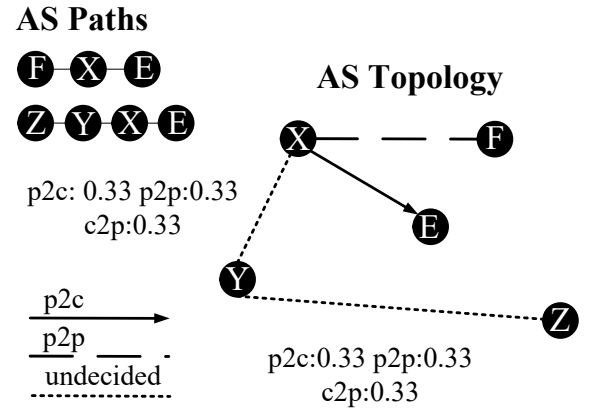 AS Paths
F X E
Z Y X E
AS Topology
X F
E
p2c: 0.33 p2p:0.33
c2p:0.33
Y
Z
p2c
p2p
undecided
p2c:0.33 p2p:0.33
c2p:0.33